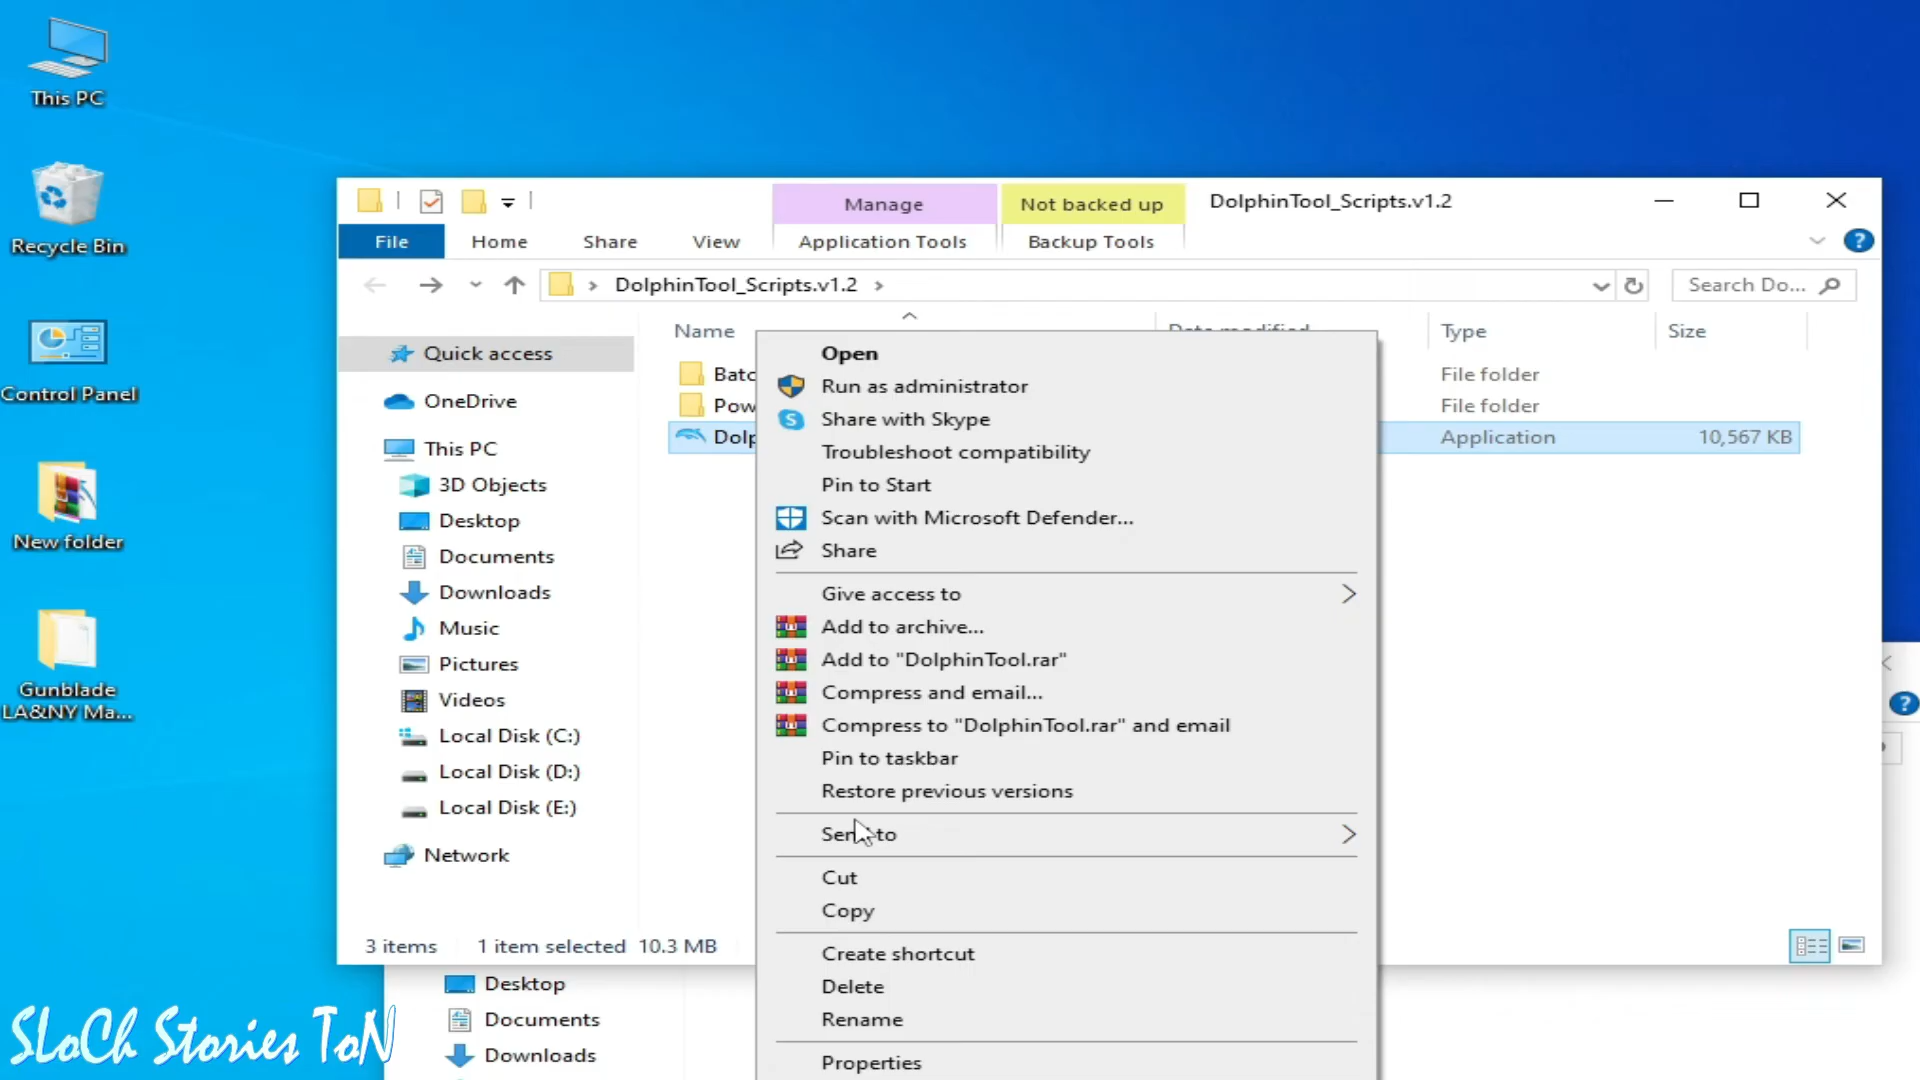 This PC
Recycle Bin
Control Panel
New folder
Gunblade
LA&NY Ma...
Manage
Not backed up
DolphinTool_Scripts.v1.2
File
Home
Share
View
Application Tools
Backup Tools
DolphinTool_Scripts.v1.2
Search Do...
Name
Date modified
Type
Size
Quick access
OneDrive
This PC
3D Objects
Desktop
Documents
Downloads
Music
Pictures
Videos
Local Disk (C:)
Local Disk (D:)
Local Disk (E:)
Network
Batc
File folder
Pow
File folder
Dolp
Application
10,567 KB
Open
Run as administrator
Share with Skype
Troubleshoot compatibility
Pin to Start
Scan with Microsoft Defender...
Share
Give access to
Add to archive...
Add to "DolphinTool.rar"
Compress and email...
Compress to "DolphinTool.rar" and email
Pin to taskbar
Restore previous versions
Send to
Cut
Copy
Create shortcut
Delete
Rename
Properties
3 items
1 item selected 10.3 MB
Desktop
Documents
Downloads
SLoCh Stories ToN